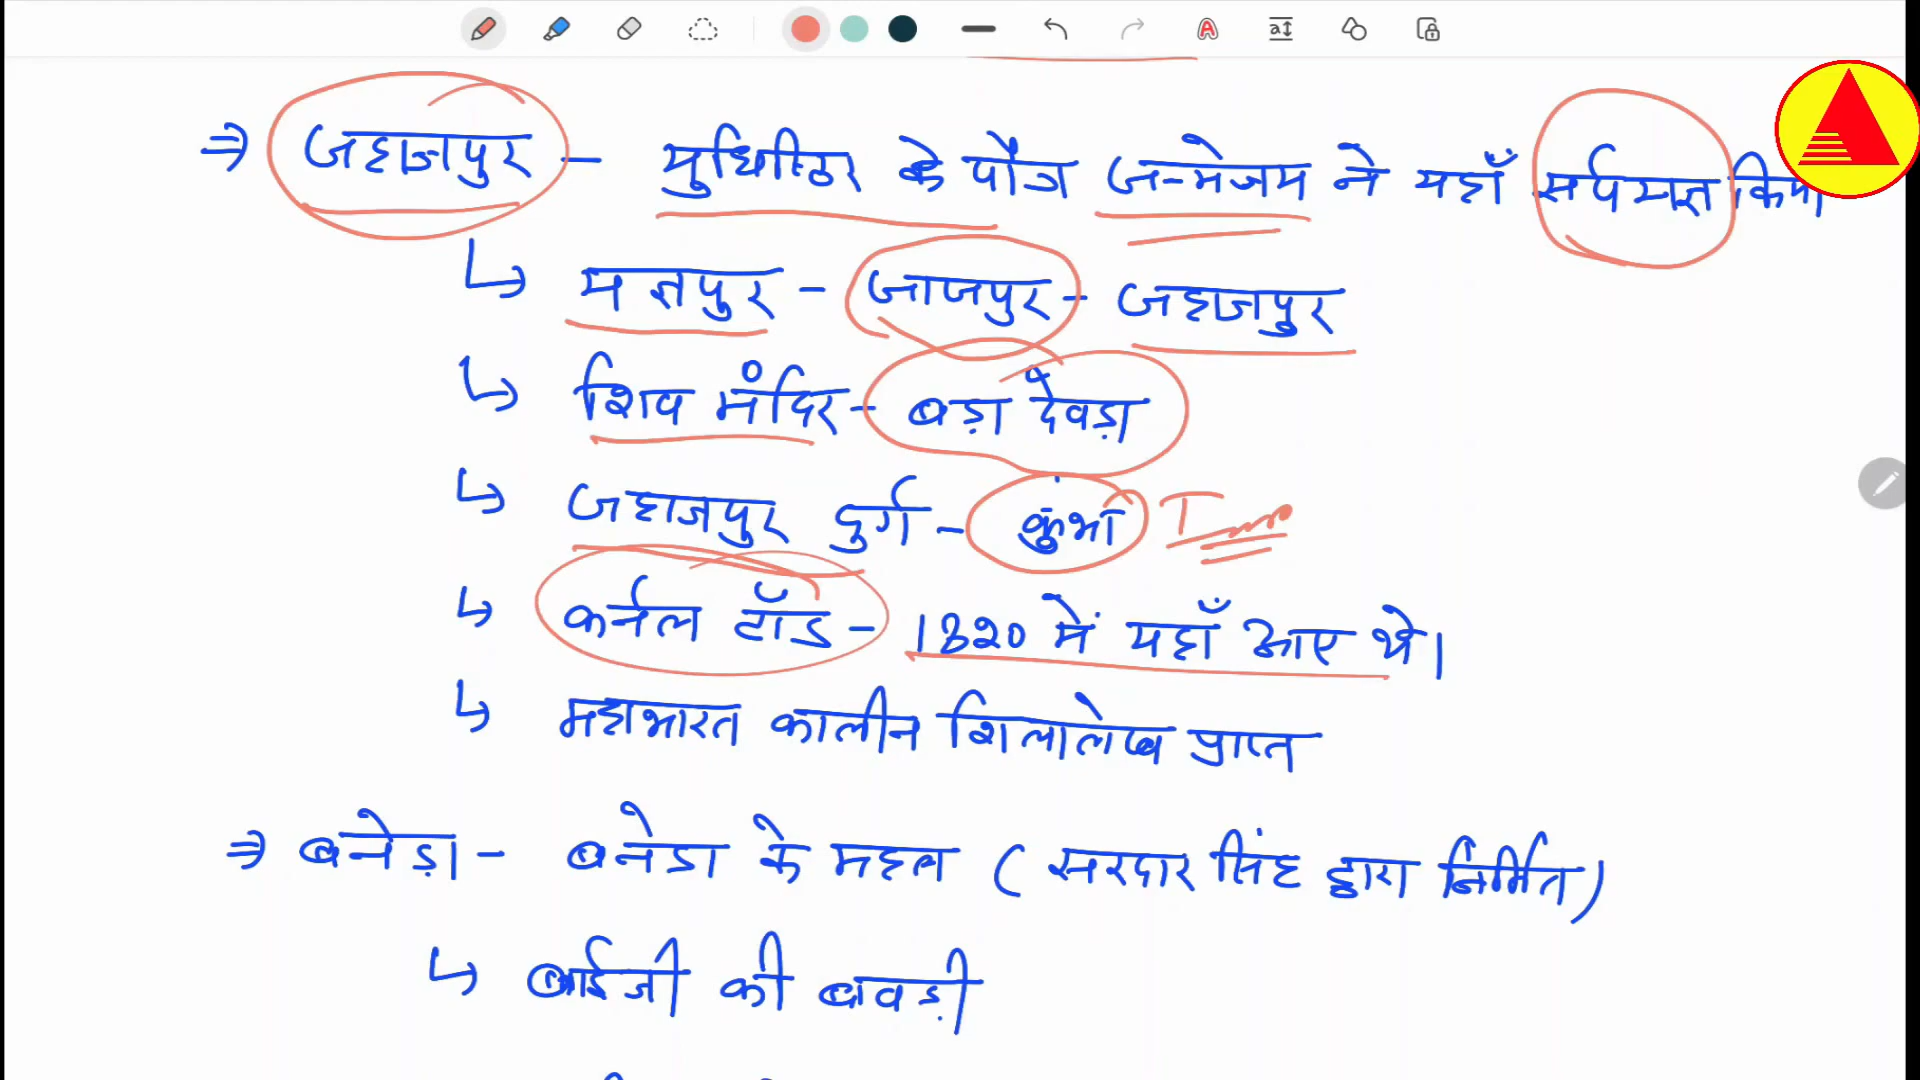 ⇒ जहाजपुर - युधिष्ठिर के पौत्र जन्मेजय ने यहाँ सर्पयज्ञ किया
↳ यज्ञपुर - जाजपुर - जहाजपुर
↳ शिव मंदिर - बड़ा देवड़ा
↳ जहाजपुर दुर्ग - कुंभा
↳ कर्नल टॉड - 1820 में यहाँ आए थे।
↳ महाभारत कालीन शिलालेख प्राप्त
⇒ बनेड़ा - बनेडा के महल (सरदार सिंह द्वारा निर्मित)
↳ बाईजी की बावड़ी